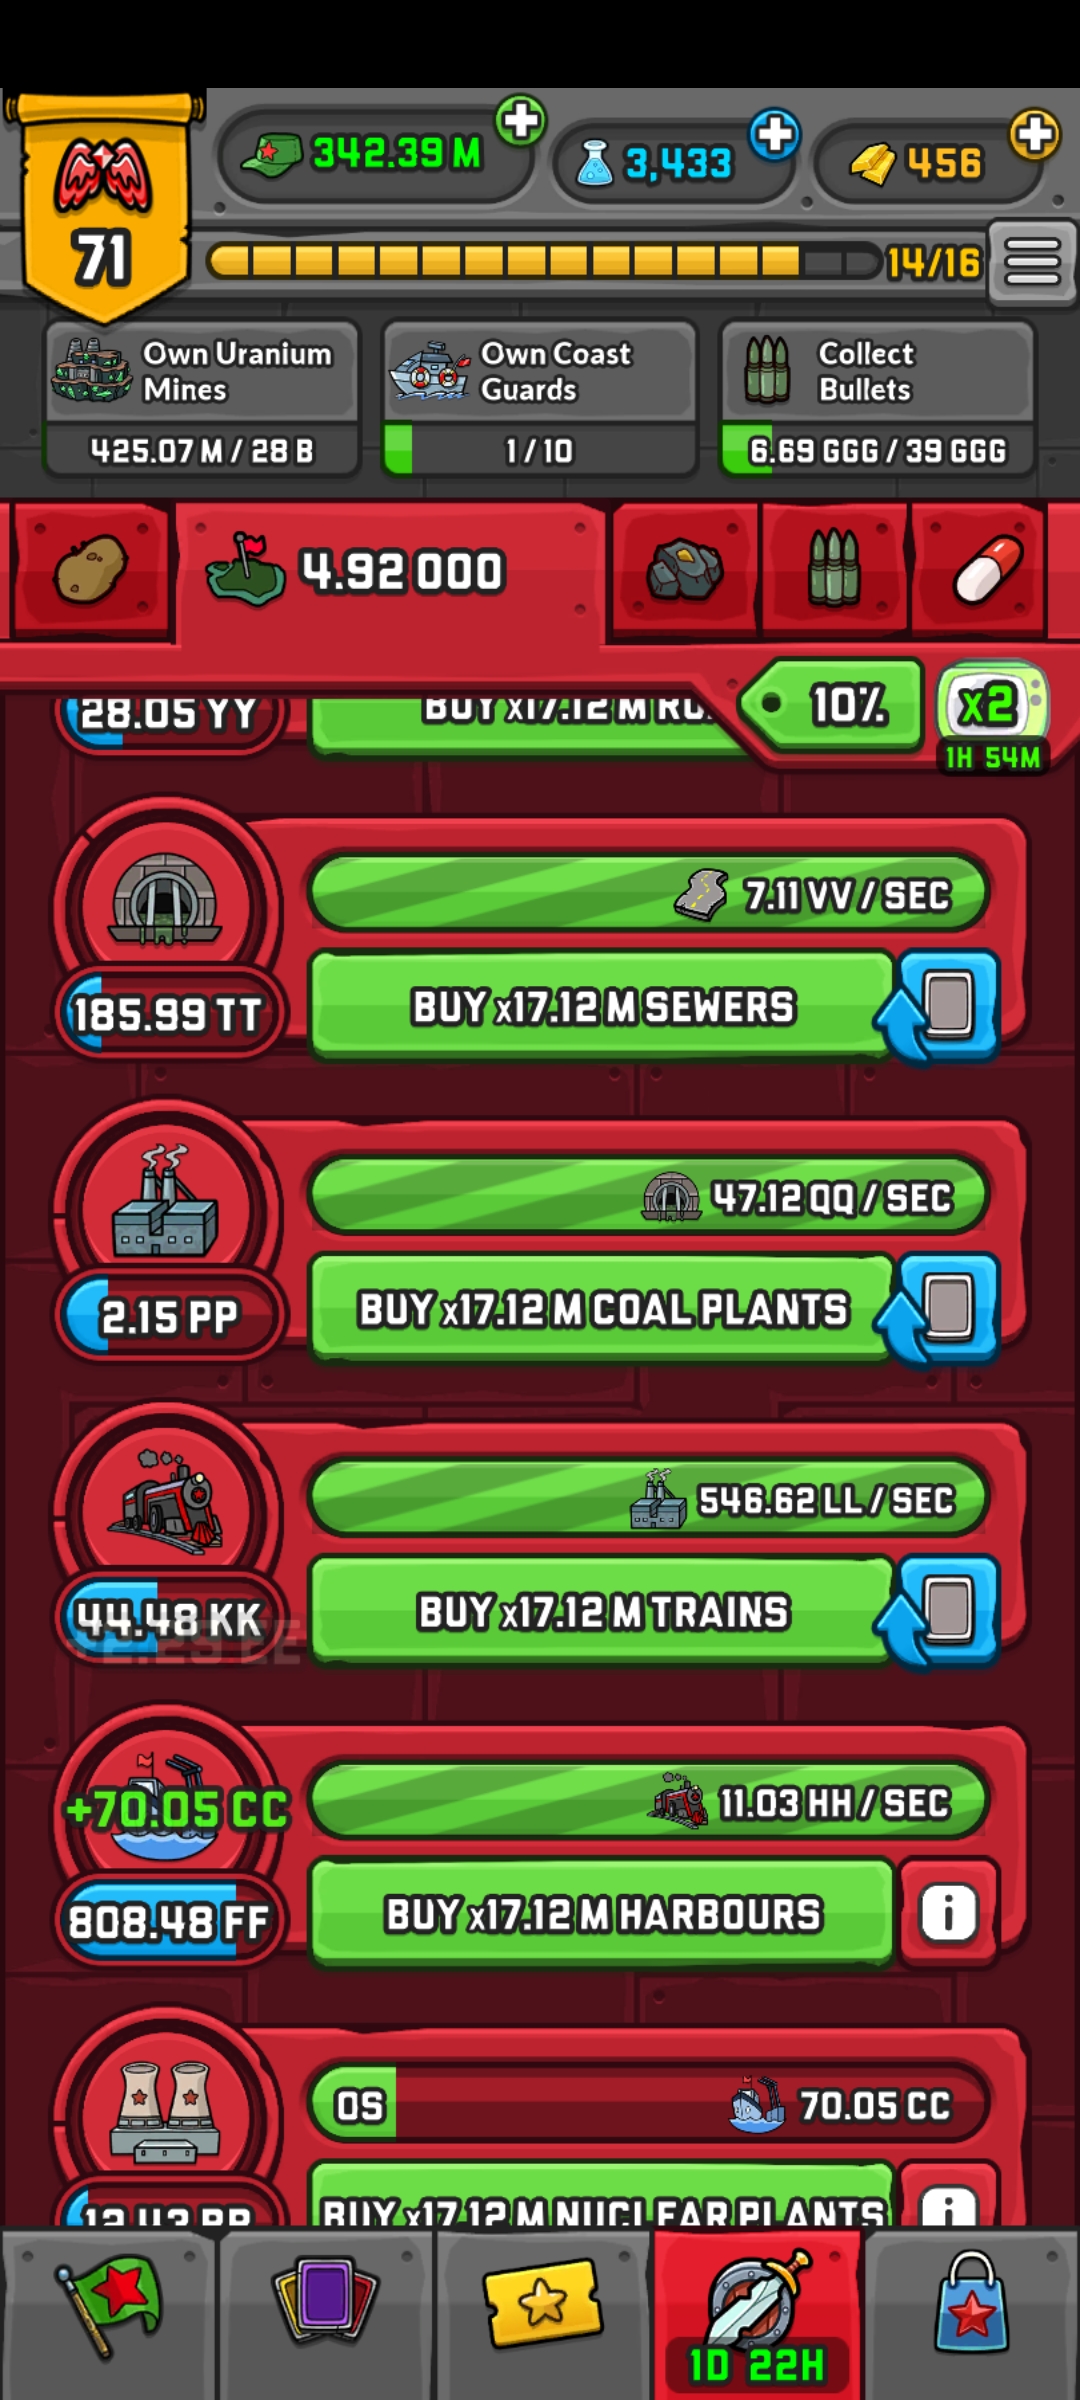 342.39 M
3,433
456
71
14/16
Own Uranium
Mines
425.07 M / 28 B
Own Coast
Guards
1 / 10
Collect
Bullets
6.69 GGG / 39 GGG
4.92 000
10%
x2
1H 54M
28.05 YY
BUY x17.12 M
7.11 VV / SEC
185.99 TT
BUY x17.12 M SEWERS
47.12 QQ / SEC
2.15 PP
BUY x17.12 M COAL PLANTS
546.62 LL / SEC
44.48 KK
BUY x17.12 M TRAINS
+70.05 CC
11.03 HH / SEC
808.48 FF
BUY x17.12 M HARBOURS
i
0S
70.05 CC
BUY x17.12 M NUCLEAR PLANTS
i
1D 22H